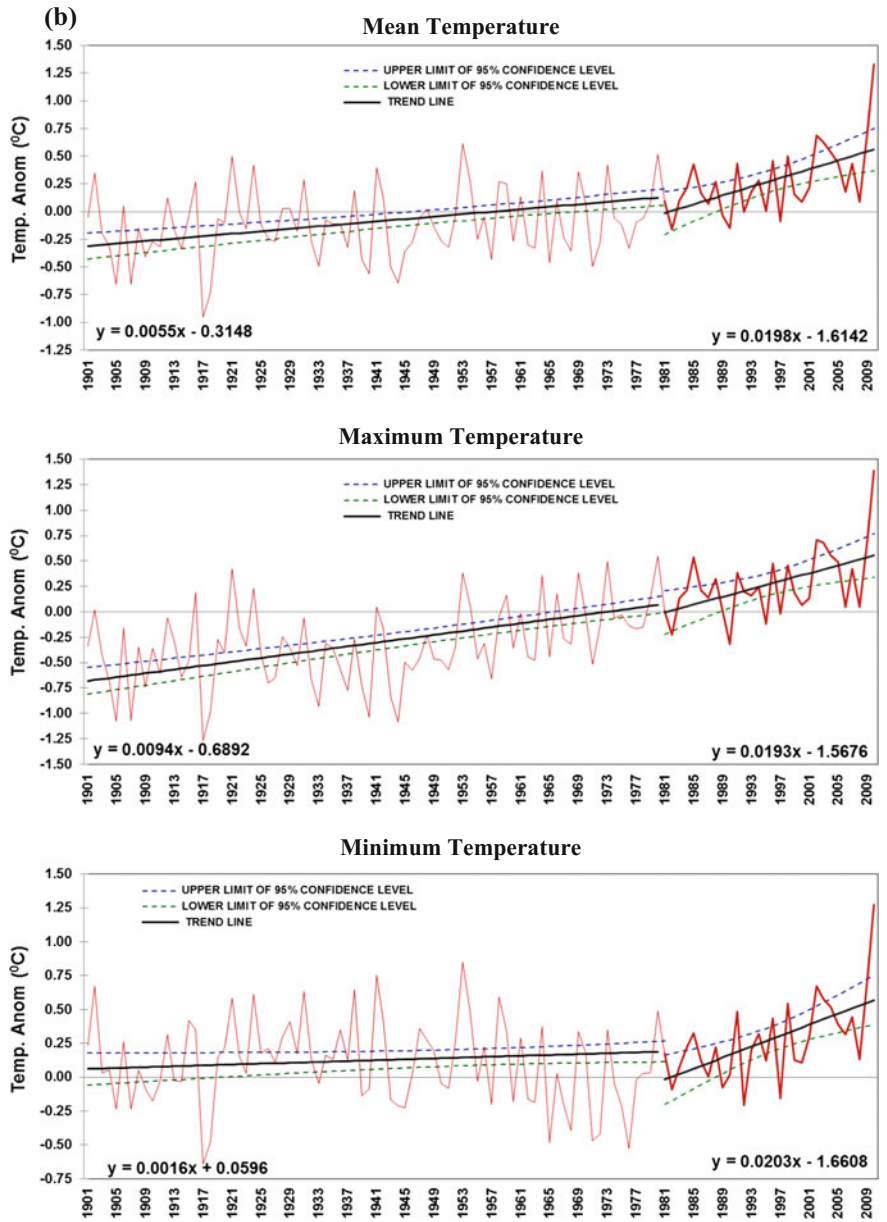 (b)
Mean Temperature
1.50
1.25
1.00
0.75
0.50
0.25
0.00
-0.25
-0.50
-0.75
-1.00
-1.25
Temp. Anom (⁰C)
UPPER LIMIT OF 95% CONFIDENCE LEVEL
LOWER LIMIT OF 95% CONFIDENCE LEVEL
TREND LINE
y = 0.0055x - 0.3148
y = 0.0198x - 1.6142
1901 1905 1909 1913 1917 1921 1925 1929 1933 1937 1941 1945 1949 1953 1957 1961 1965 1969 1973 1977 1981 1985 1989 1993 1997 2001 2005 2009
Maximum Temperature
1.50
1.25
1.00
0.75
0.50
0.25
0.00
-0.25
-0.50
-0.75
-1.00
-1.25
-1.50
Temp. Anom (⁰C)
UPPER LIMIT OF 95% CONFIDENCE LEVEL
LOWER LIMIT OF 95% CONFIDENCE LEVEL
TREND LINE
y = 0.0094x - 0.6892
y = 0.0193x - 1.5676
1901 1905 1909 1913 1917 1921 1925 1929 1933 1937 1941 1945 1949 1953 1957 1961 1965 1969 1973 1977 1981 1985 1989 1993 1997 2001 2005 2009
Minimum Temperature
1.50
1.25
1.00
0.75
0.50
0.25
0.00
-0.25
-0.50
-0.75
Temp. Anom (⁰C)
UPPER LIMIT OF 95% CONFIDENCE LEVEL
LOWER LIMIT OF 95% CONFIDENCE LEVEL
TREND LINE
y = 0.0016x + 0.0596
y = 0.0203x - 1.6608
1901 1905 1909 1913 1917 1921 1925 1929 1933 1937 1941 1945 1949 1953 1957 1961 1965 1969 1973 1977 1981 1985 1989 1993 1997 2001 2005 2009